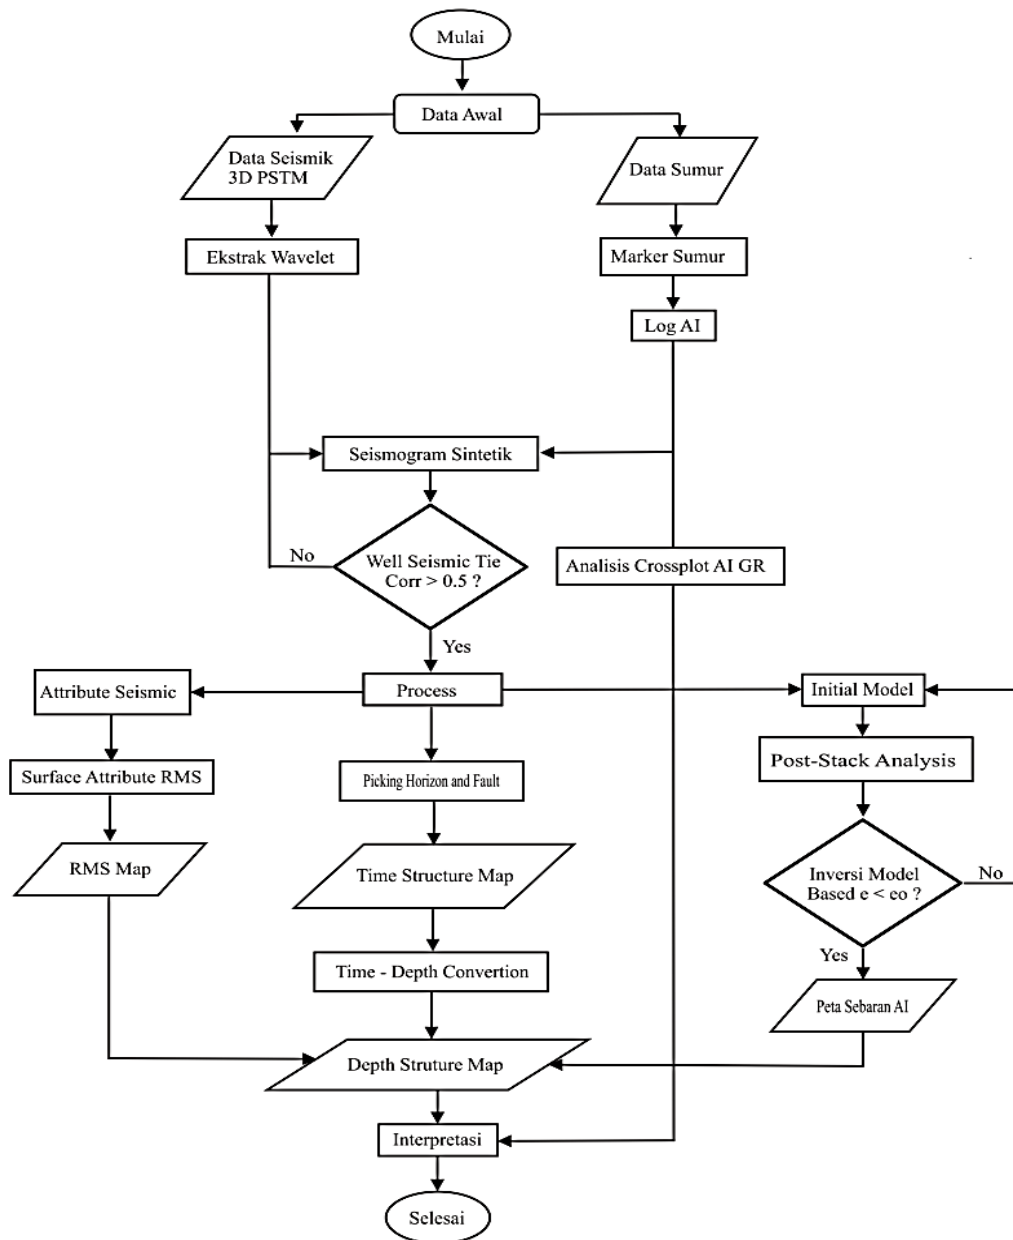 Mulai
Data Awal
Data Seismik
3D PSTM
Data Sumur
Ekstrak Wavelet
Marker Sumur
Log AI
Seismogram Sintetik
No
Well Seismic Tie
Corr > 0.5 ?
Analisis Crossplot AI GR
Yes
Attribute Seismic
Process
Initial Model
Surface Attribute RMS
Picking Horizon and Fault
Post-Stack Analysis
RMS Map
Time Structure Map
Inversi Model
Based e < eo ?
No
Yes
Time - Depth Convertion
Peta Sebaran AI
Depth Struture Map
Interpretasi
Selesai